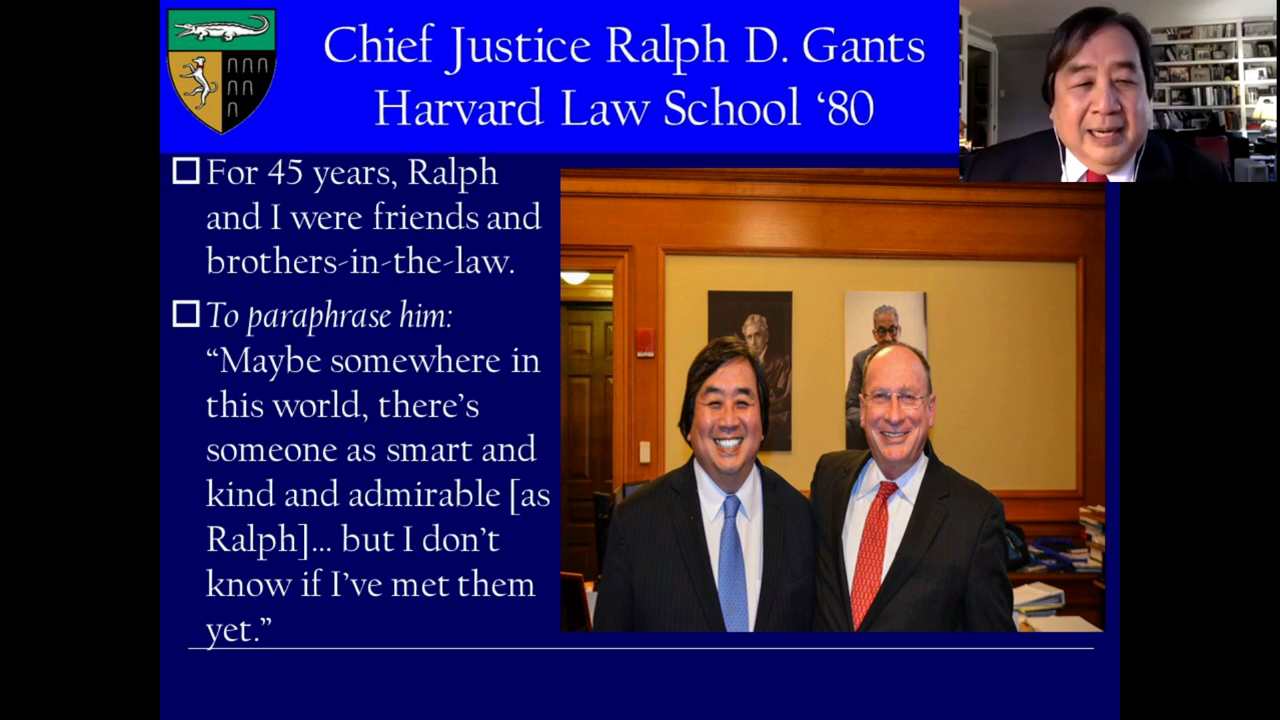 Chief Justice Ralph D. Gants
Harvard Law School ‘80
For 45 years, Ralph
and I were friends and
brothers-in-the-law.
To paraphrase him:
“Maybe somewhere in
this world, there’s
someone as smart and
kind and admirable [as
Ralph]... but I don’t
know if I’ve met them
yet.”